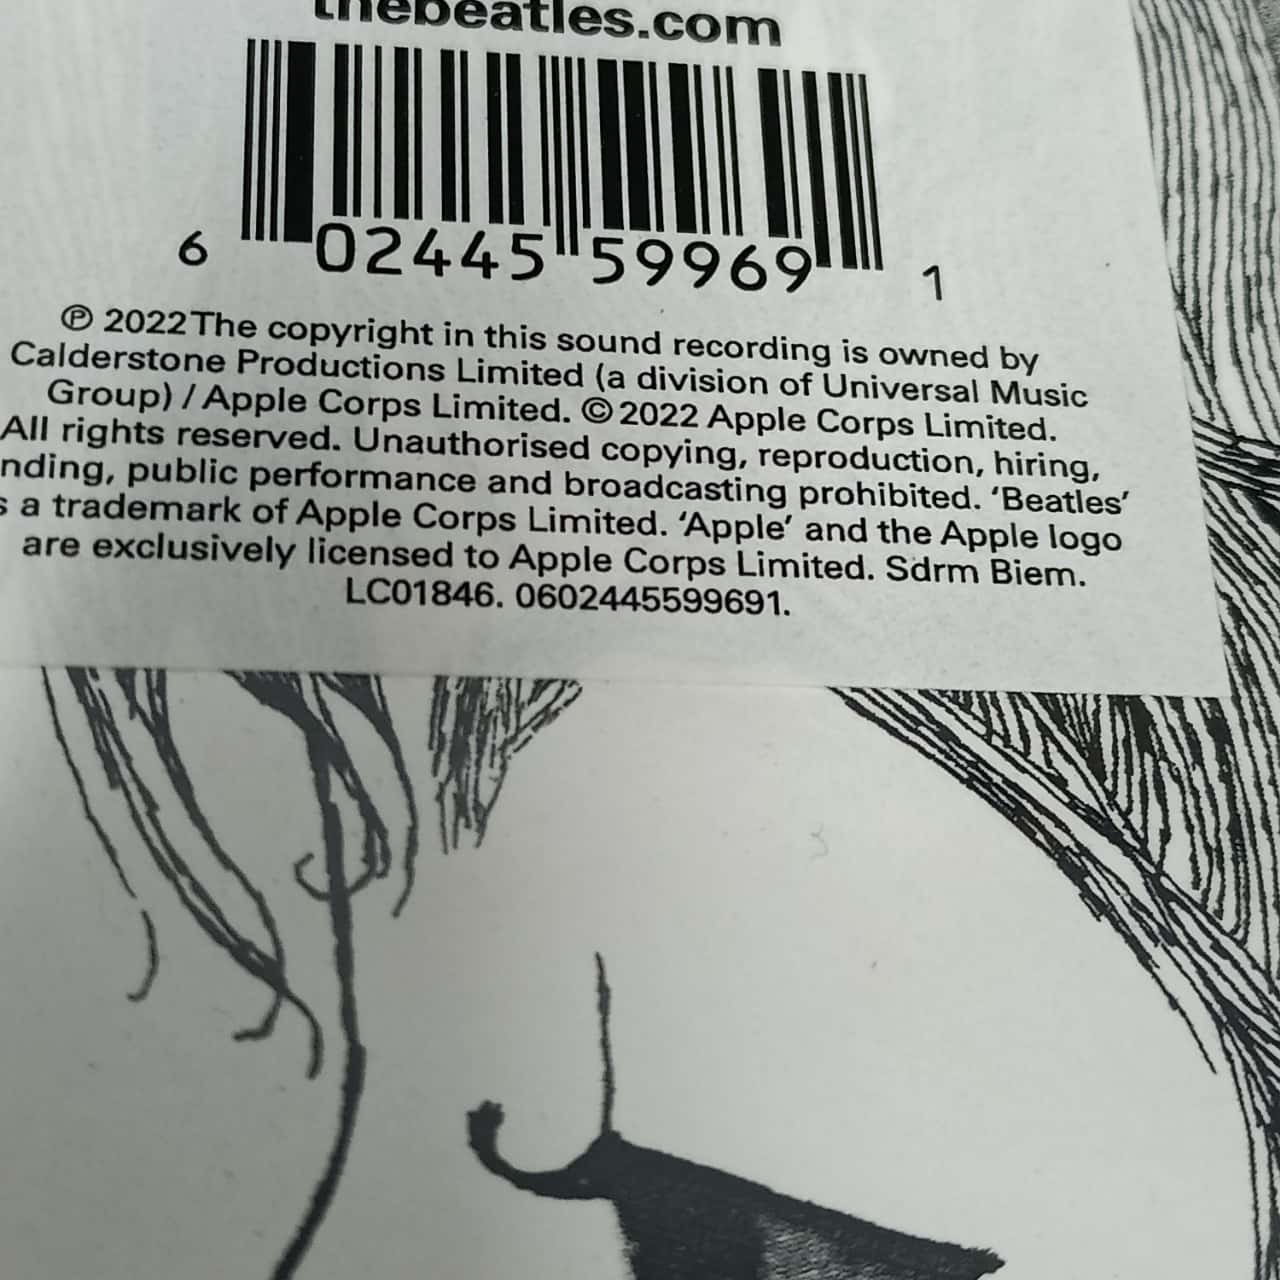 thebeatles.com
6 02445 59969 1
℗ 2022 The copyright in this sound recording is owned by
Calderstone Productions Limited (a division of Universal Music
Group) / Apple Corps Limited. © 2022 Apple Corps Limited.
All rights reserved. Unauthorised copying, reproduction, hiring,
nding, public performance and broadcasting prohibited. ‘Beatles’
s a trademark of Apple Corps Limited. ‘Apple’ and the Apple logo
are exclusively licensed to Apple Corps Limited. Sdrm Biem.
LC01846. 0602445599691.